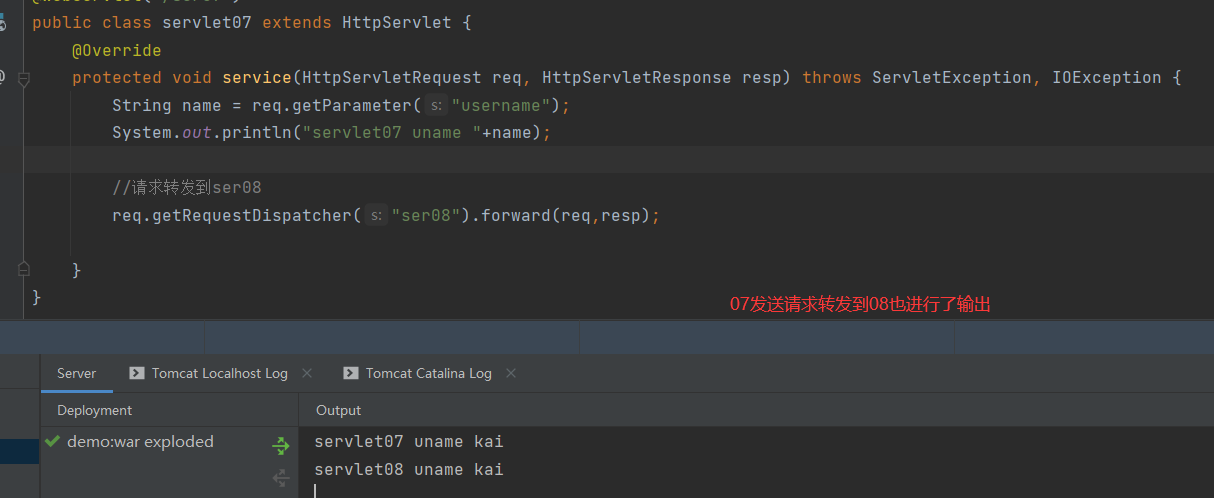 public class servlet07 extends HttpServlet {
@Override
protected void service(HttpServletRequest req, HttpServletResponse resp) throws ServletException, IOException {
String name = req.getParameter( s: "username");
System.out.println("servlet07 uname "+name);
//请求转发到ser08
req.getRequestDispatcher( s: "ser08").forward(req,resp);
}
}
07发送请求转发到08也进行了输出
Server Tomcat Localhost Log × Tomcat Catalina Log ×
Deployment Output
demo:war exploded servlet07 uname kai
servlet08 uname kai